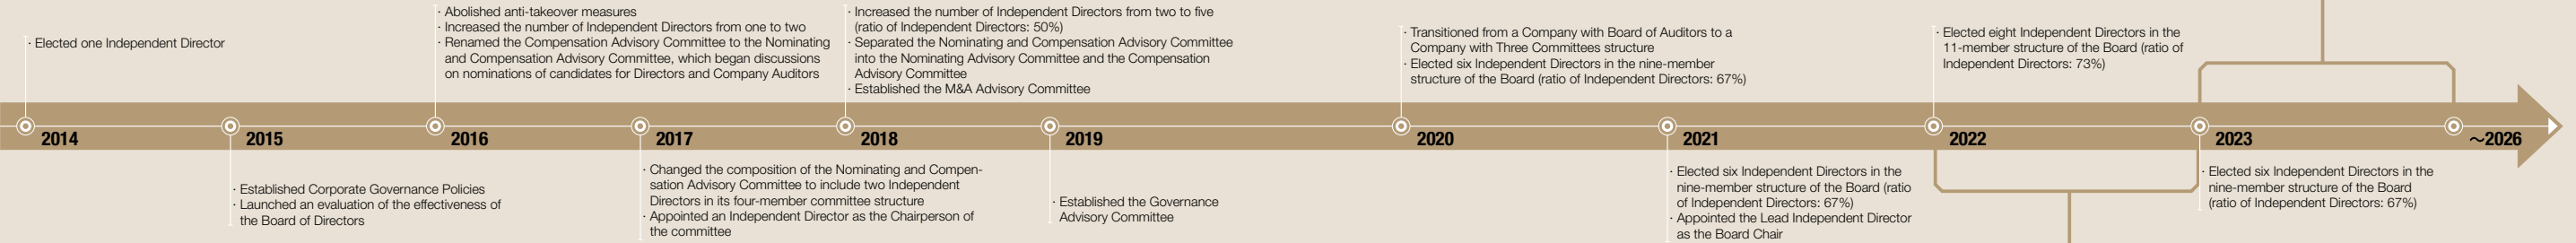 · Elected one Independent Director
· Abolished anti-takeover measures
· Increased the number of Independent Directors from one to two
· Renamed the Compensation Advisory Committee to the Nominating
and Compensation Advisory Committee, which began discussions
on nominations of candidates for Directors and Company Auditors
· Increased the number of Independent Directors from two to five
(ratio of Independent Directors: 50%)
· Separated the Nominating and Compensation Advisory Committee
into the Nominating Advisory Committee and the Compensation
Advisory Committee
· Established the M&A Advisory Committee
· Transitioned from a Company with Board of Auditors to a
Company with Three Committees structure
· Elected six Independent Directors in the nine-member
structure of the Board (ratio of Independent Directors: 67%)
· Elected eight Independent Directors in the
11-member structure of the Board (ratio of
Independent Directors: 73%)
2014
2015
2016
2017
2018
2019
2020
2021
2022
2023
～2026
· Established Corporate Governance Policies
· Launched an evaluation of the effectiveness of
the Board of Directors
· Changed the composition of the Nominating and Compen-
sation Advisory Committee to include two Independent
Directors in its four-member committee structure
· Appointed an Independent Director as the Chairperson of
the committee
· Established the Governance
Advisory Committee
· Elected six Independent Directors in the
nine-member structure of the Board (ratio
of Independent Directors: 67%)
· Appointed the Lead Independent Director
as the Board Chair
· Elected six Independent Directors in the
nine-member structure of the Board
(ratio of Independent Directors: 67%)